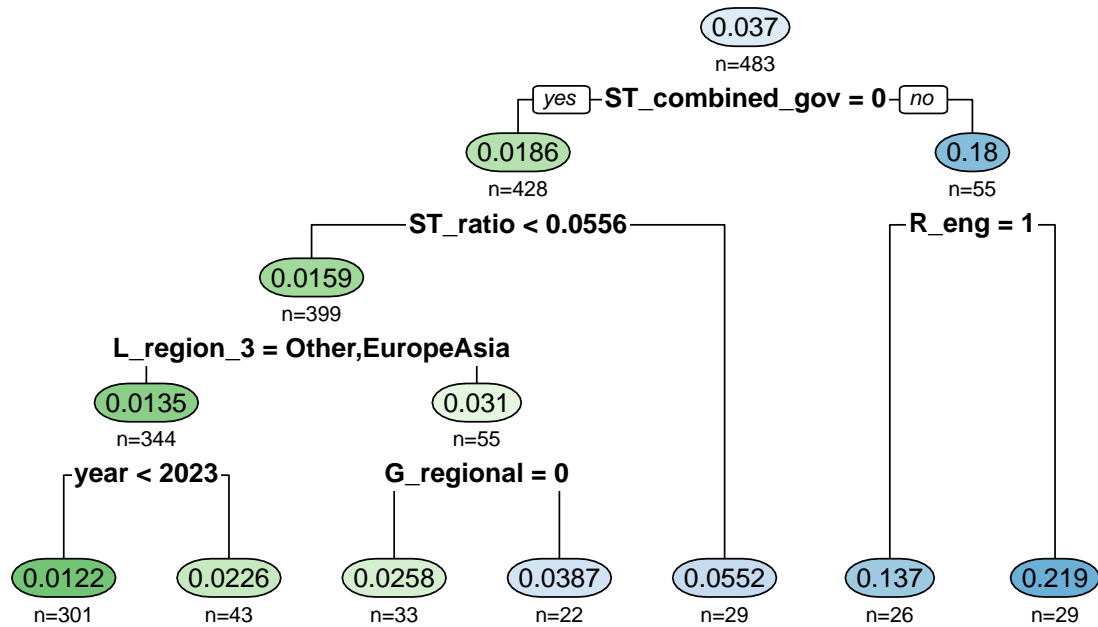 0.037
n=483
yes ST_combined_gov = 0 no
0.0186 0.18
n=428 n=55
ST_ratio < 0.0556 R_eng = 1
0.0159
n=399
L_region_3 = Other,EuropeAsia
0.0135 0.031
n=344 n=55
year < 2023 G_regional = 0
0.0122 0.0226 0.0258 0.0387 0.0552 0.137 0.219
n=301 n=43 n=33 n=22 n=29 n=26 n=29